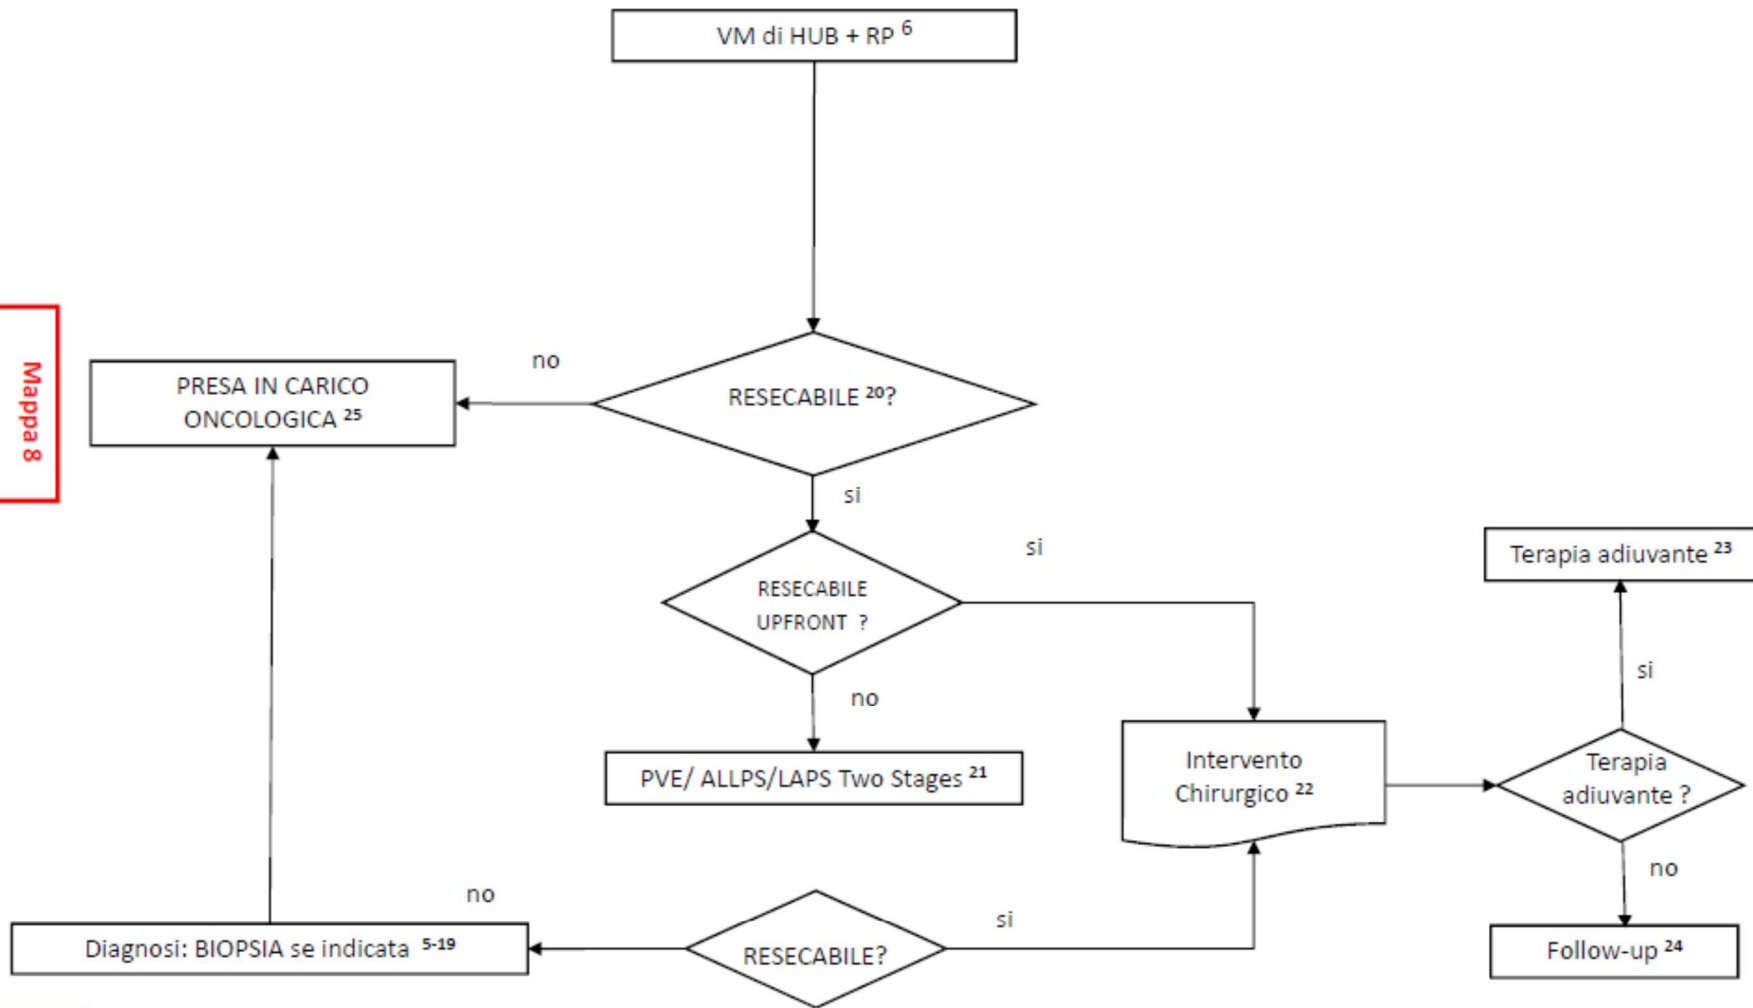 VM di HUB + RP 6
Mappa 8
no
PRESA IN CARICO
ONCOLOGICA 25
RESECABILE 20?
si
RESECABILE
UPFRONT ?
si
no
PVE/ ALLPS/LAPS Two Stages 21
Intervento
Chirurgico 22
Terapia adiuvante 23
si
Terapia
adiuvante ?
no
Follow-up 24
no
Diagnosi: BIOPSIA se indicata 5-19
RESECABILE?
si